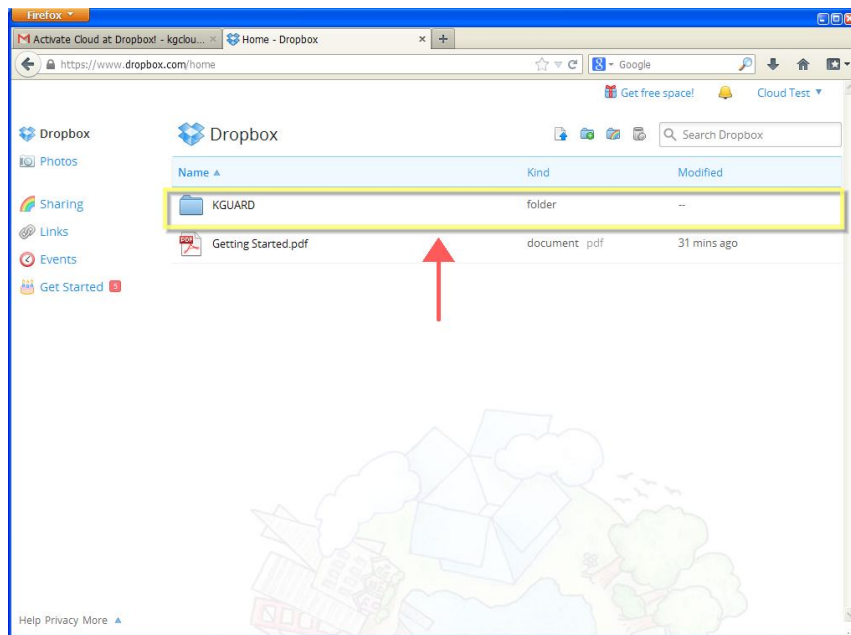 Firefox
Activate Cloud at Dropbox! - kgclou...
Home - Dropbox
https://www.dropbox.com/home
Google
Get free space!
Cloud Test
Dropbox
Dropbox
Search Dropbox
Photos
Name
Kind
Modified
Sharing
KGUARD
folder
--
Links
Getting Started.pdf
document pdf
31 mins ago
Events
Get Started 5
Help Privacy More